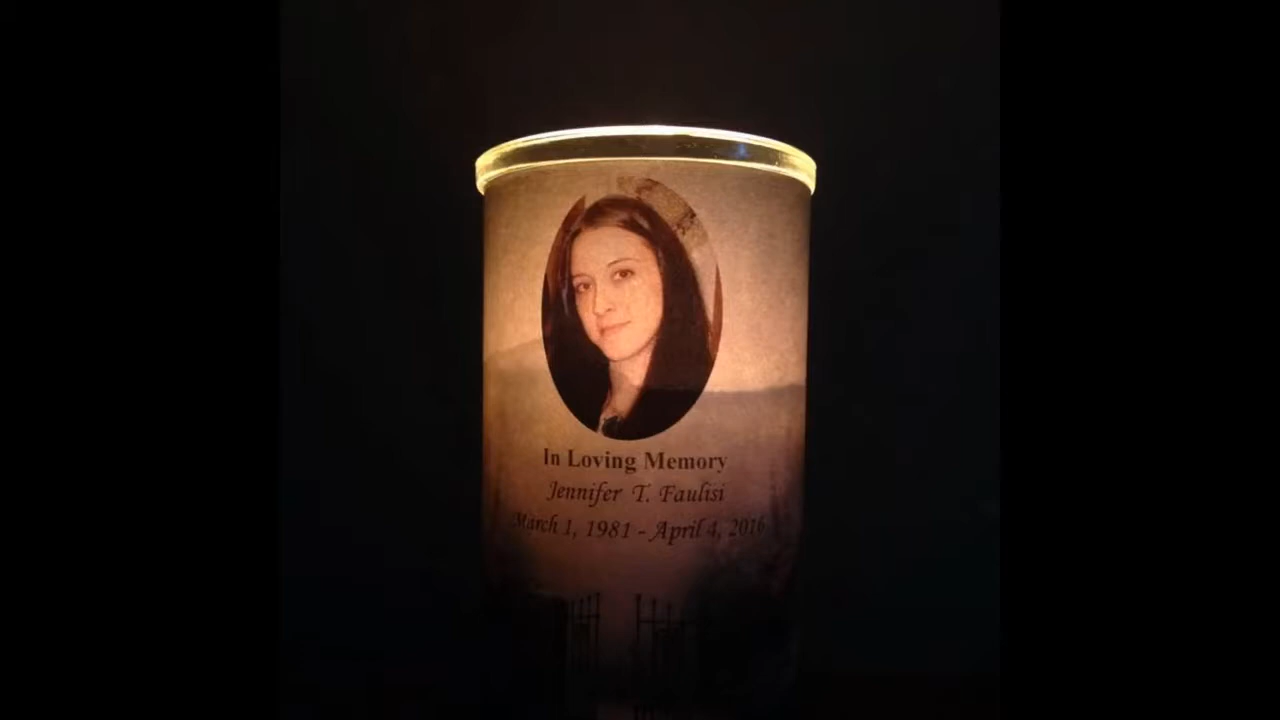 In Loving Memory
Jennifer T. Faulisi
March 1, 1981 - April 4, 2016